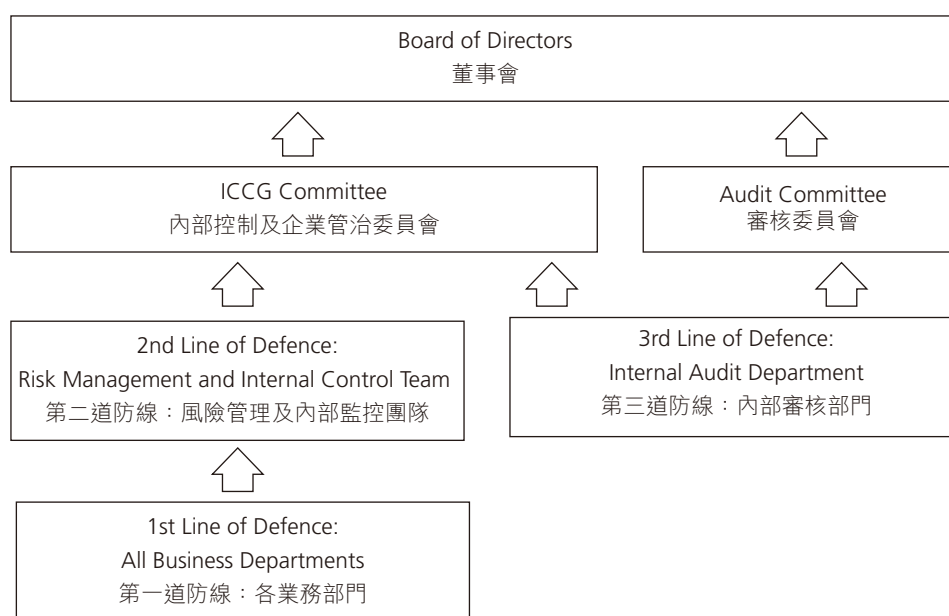 Board of Directors
董事會
ICCG Committee
內部控制及企業管治委員會
Audit Committee
審核委員會
2nd Line of Defence:
Risk Management and Internal Control Team
第二道防線：風險管理及內部監控團隊
3rd Line of Defence:
Internal Audit Department
第三道防線：內部審核部門
1st Line of Defence:
All Business Departments
第一道防線：各業務部門